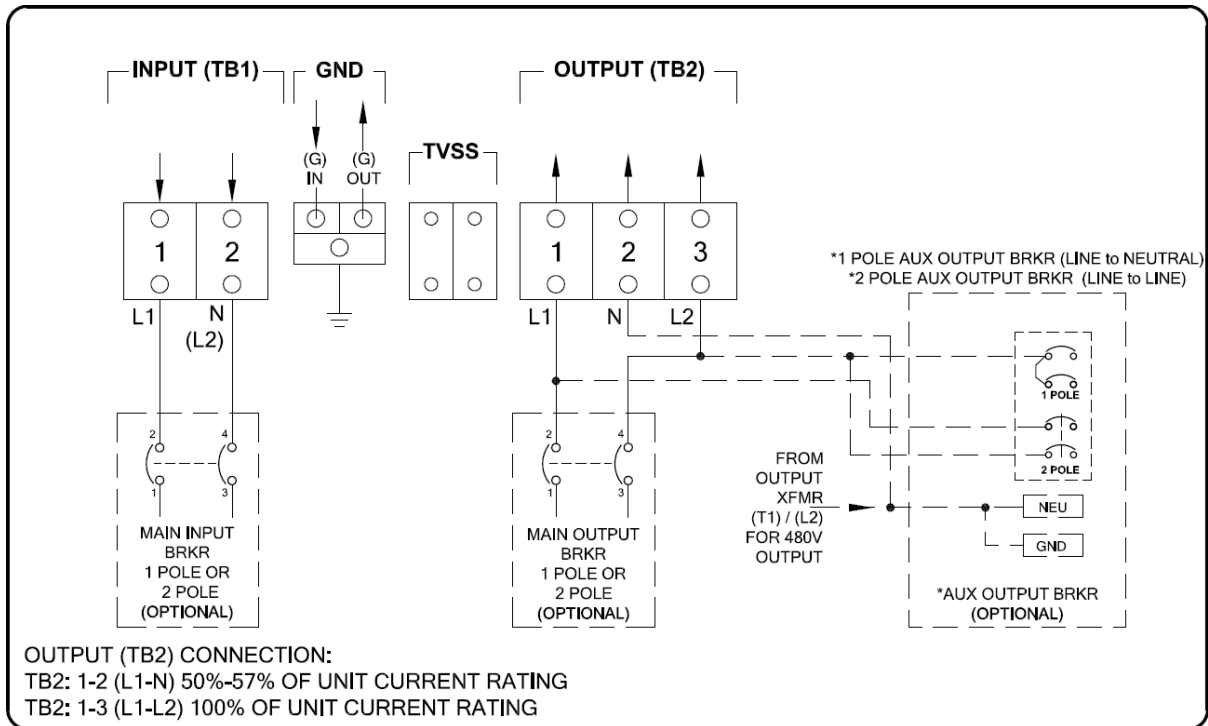 INPUT (TB1)
GND
OUTPUT (TB2)
(G)
IN
(G)
OUT
TVSS
1 2
1 2 3
L1
N
(L2)
L1 N L2
*1 POLE AUX OUTPUT BRKR (LINE to NEUTRAL)
*2 POLE AUX OUTPUT BRKR (LINE to LINE)
1 POLE
2 POLE
2 4
1 3
MAIN INPUT
BRKR
1 POLE OR
2 POLE
(OPTIONAL)
2 4
1 3
MAIN OUTPUT
BRKR
1 POLE OR
2 POLE
(OPTIONAL)
FROM
OUTPUT
XFMR
(T1) / (L2)
FOR 480V
OUTPUT
NEU
GND
*AUX OUTPUT BRKR
(OPTIONAL)
OUTPUT (TB2) CONNECTION:
TB2: 1-2 (L1-N) 50%-57% OF UNIT CURRENT RATING
TB2: 1-3 (L1-L2) 100% OF UNIT CURRENT RATING